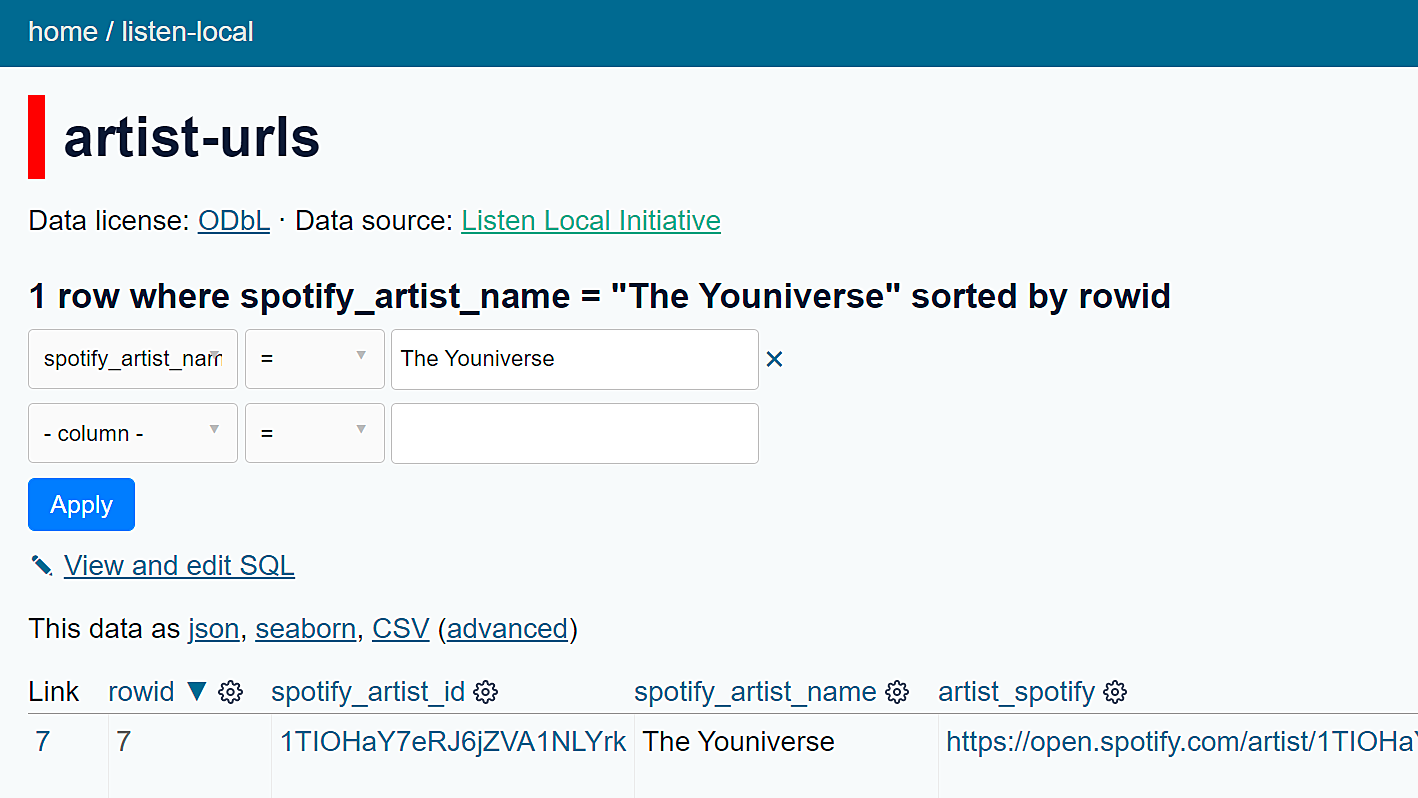 home / listen-local
artist-urls
Data license: ODbL · Data source: Listen Local Initiative
1 row where spotify_artist_name = "The Youniverse" sorted by rowid
spotify_artist_nam = The Youniverse ✕
- column - =
Apply
View and edit SQL
This data as json, seaborn, CSV (advanced)
Link rowid ▼ spotify_artist_id spotify_artist_name artist_spotify
7 7 1TIOHaY7eRJ6jZVA1NLYrk The Youniverse https://open.spotify.com/artist/1TIOHaY